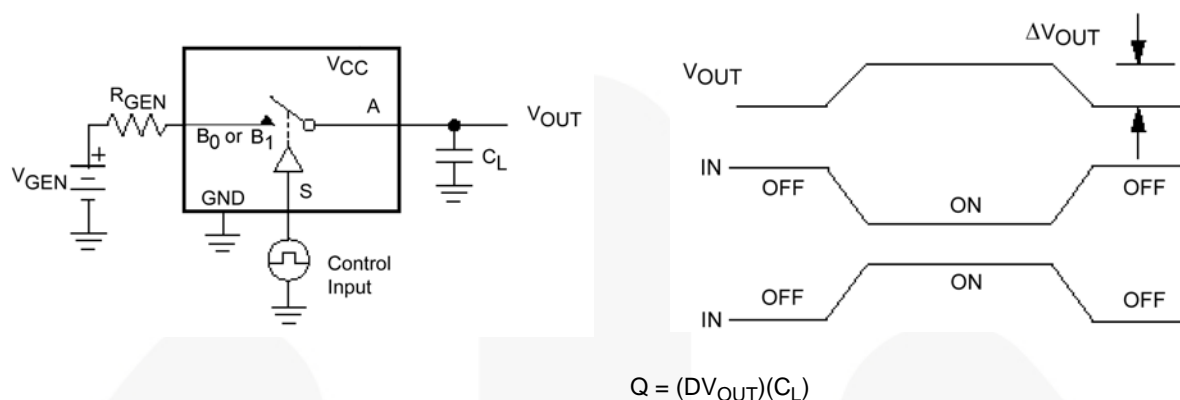 VCC
RGEN
A
VOUT
B0 or B1
+
CL
VGEN
S
GND
Control
Input
ΔVOUT
VOUT
IN
OFF
ON
OFF
OFF
ON
OFF
IN
Q = (DVOUT)(CL)